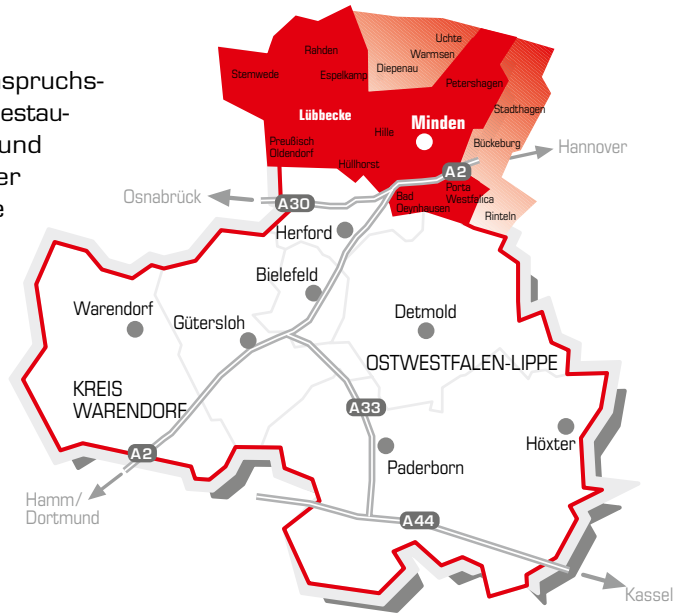 nspruchs-
estau-
und
er
e
Uchte
Rahden
Warmsen
Stemwede
Espelkamp
Diepenau
Petershagen
Stadthagen
Lübbecke
Minden
Hille
Preußisch
Oldendorf
Bückeburg
Hannover
Hüllhorst
A2
Osnabrück
A30
Bad
Oeynhausen
Porta
Westfalica
Rinteln
Herford
Bielefeld
Warendorf
Gütersloh
Detmold
OSTWESTFALEN-LIPPE
KREIS
WARENDORF
A33
A2
Höxter
Paderborn
Hamm/
Dortmund
A44
Kassel